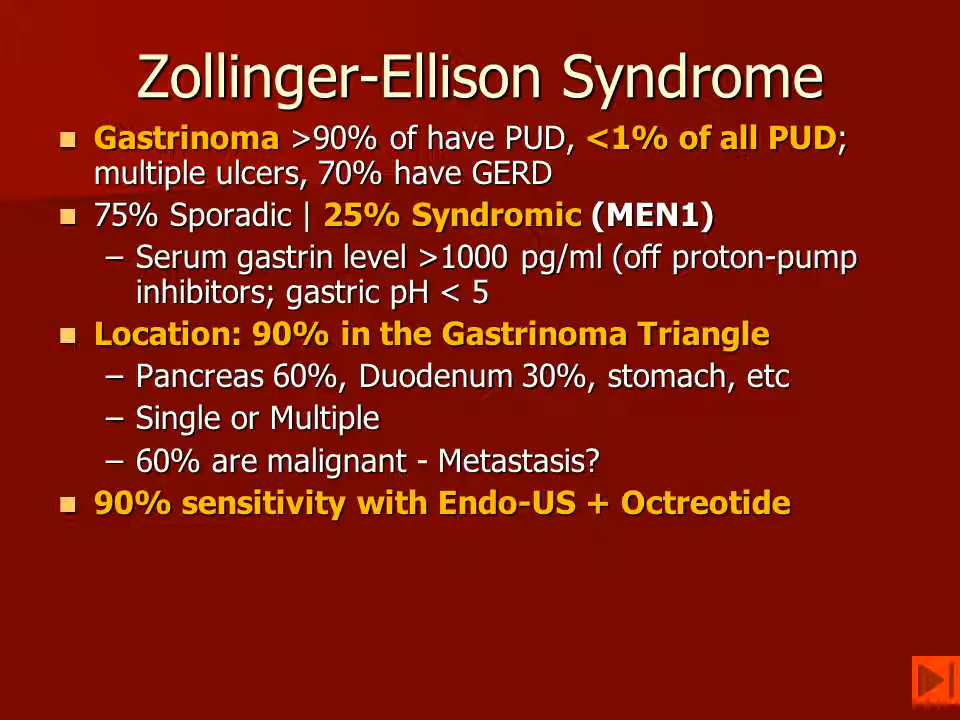 Zollinger-Ellison Syndrome
Gastrinoma >90% of have PUD, <1% of all PUD;
multiple ulcers, 70% have GERD
75% Sporadic | 25% Syndromic (MEN1)
– Serum gastrin level >1000 pg/ml (off proton-pump
inhibitors; gastric pH < 5
Location: 90% in the Gastrinoma Triangle
– Pancreas 60%, Duodenum 30%, stomach, etc
– Single or Multiple
– 60% are malignant - Metastasis?
90% sensitivity with Endo-US + Octreotide